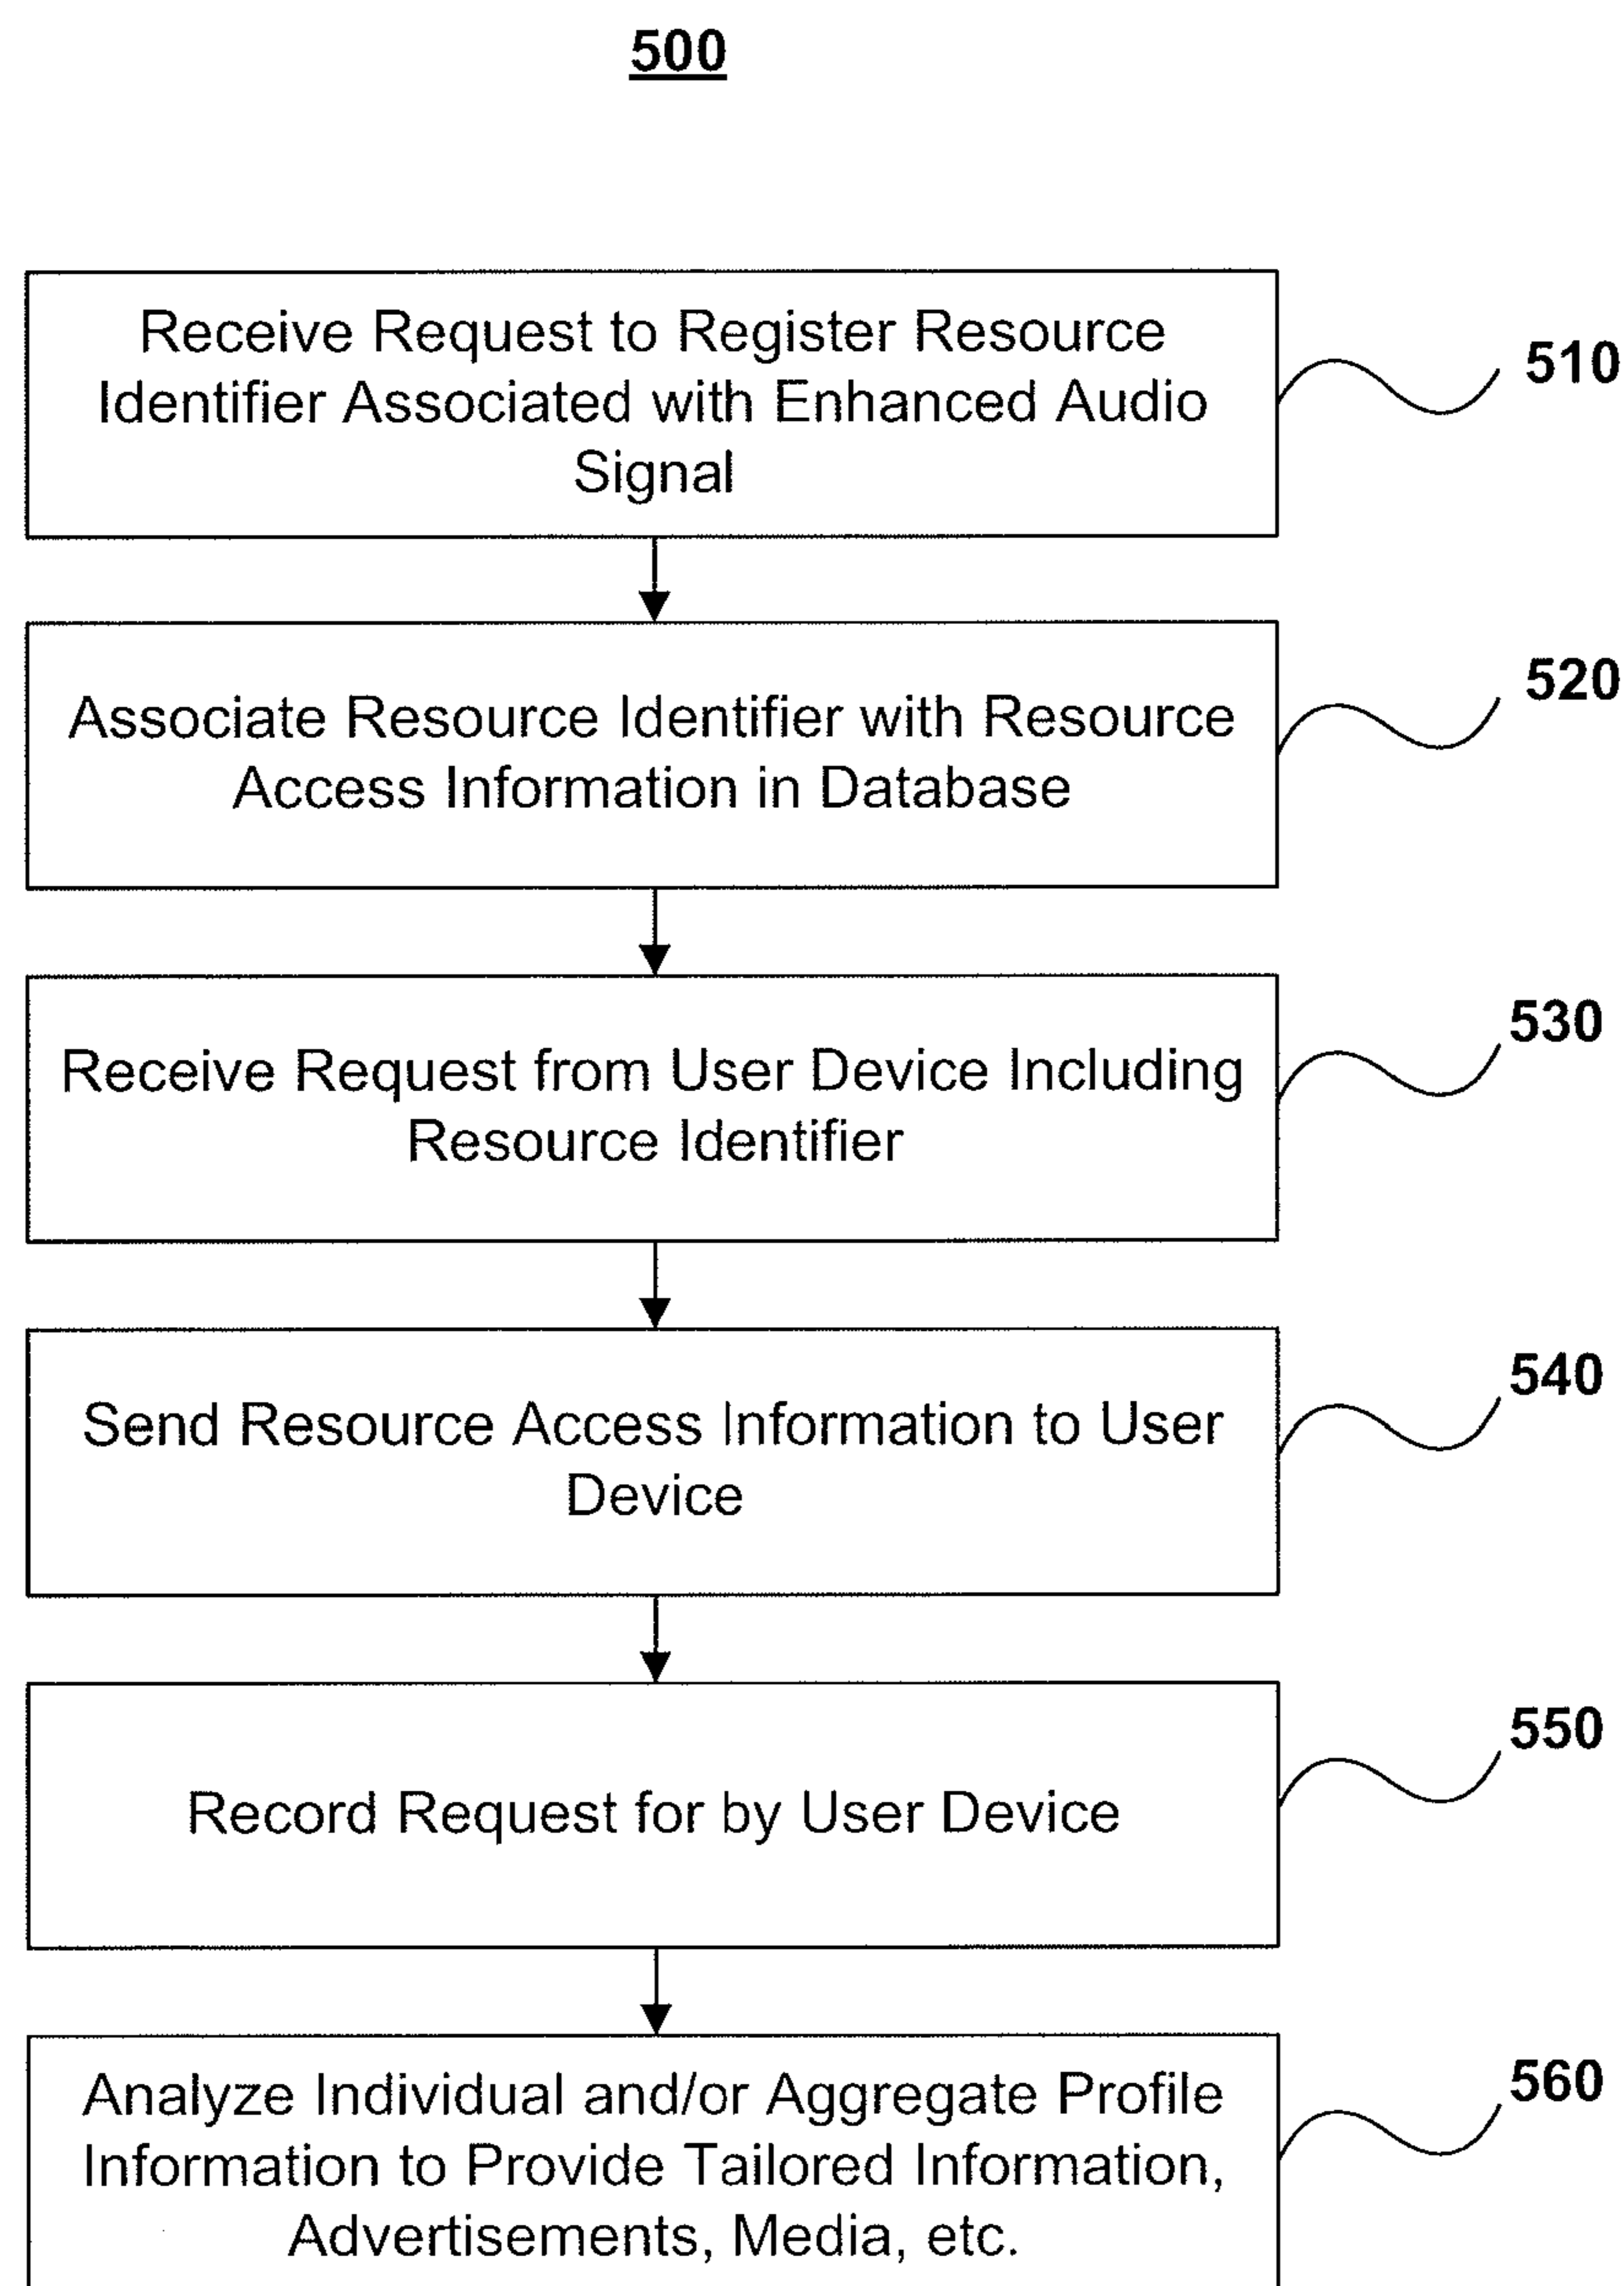 500
Receive Request to Register Resource
Identifier Associated with Enhanced Audio
Signal
510
Associate Resource Identifier with Resource
Access Information in Database
520
Receive Request from User Device Including
Resource Identifier
530
Send Resource Access Information to User
Device
540
Record Request for by User Device
550
Analyze Individual and/or Aggregate Profile
Information to Provide Tailored Information,
Advertisements, Media, etc.
560